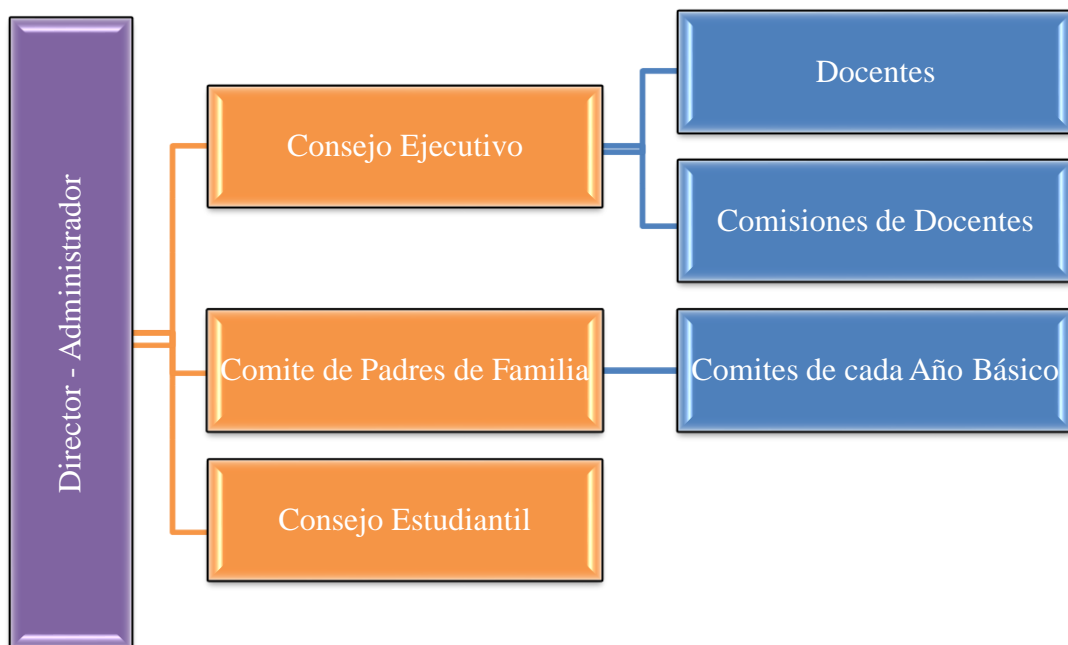 Director - Administrador
Consejo Ejecutivo
Docentes
Comisiones de Docentes
Comite de Padres de Familia
Comites de cada Año Básico
Consejo Estudiantil